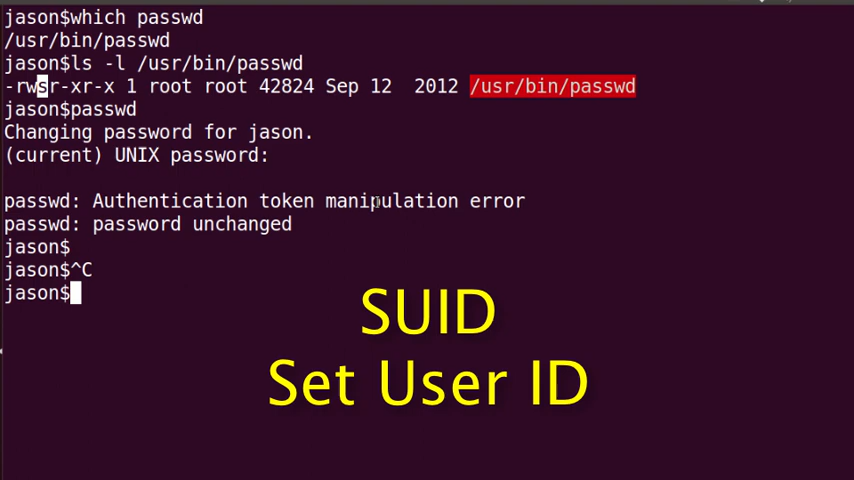 jason$which passwd
/usr/bin/passwd
jason$ls -l /usr/bin/passwd
-rwsr-xr-x 1 root root 42824 Sep 12  2012 /usr/bin/passwd
jason$passwd
Changing password for jason.
(current) UNIX password:
passwd: Authentication token manipulation error
passwd: password unchanged
jason$
jason$^C
jason$
SUID
Set User ID